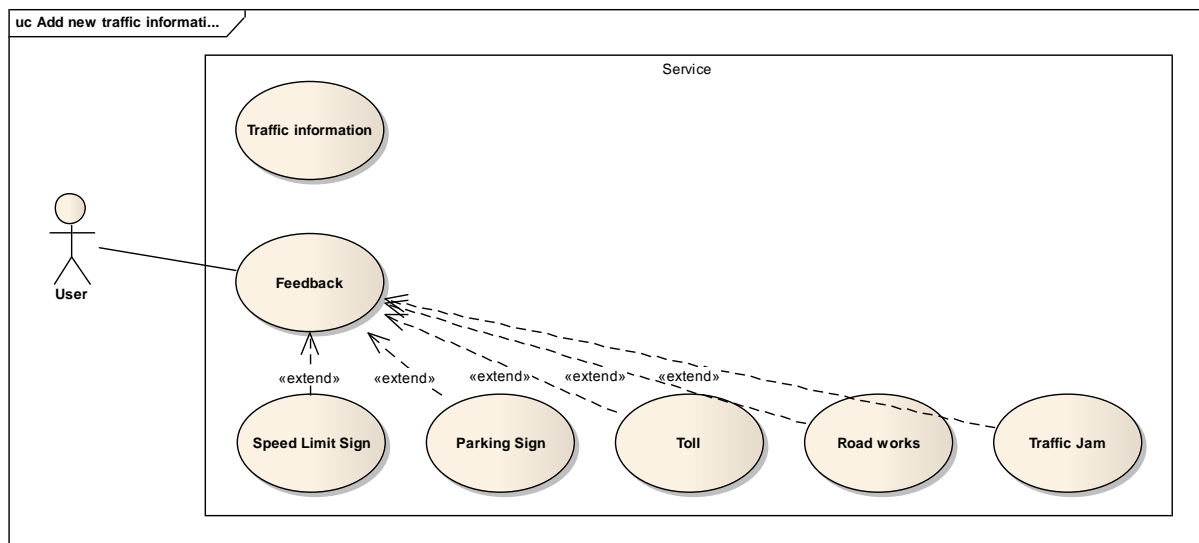 uc Add new traffic informati...
Service
Traffic information
Feedback
User
«extend» «extend» «extend» «extend» «extend»
Speed Limit Sign Parking Sign Toll Road works Traffic Jam